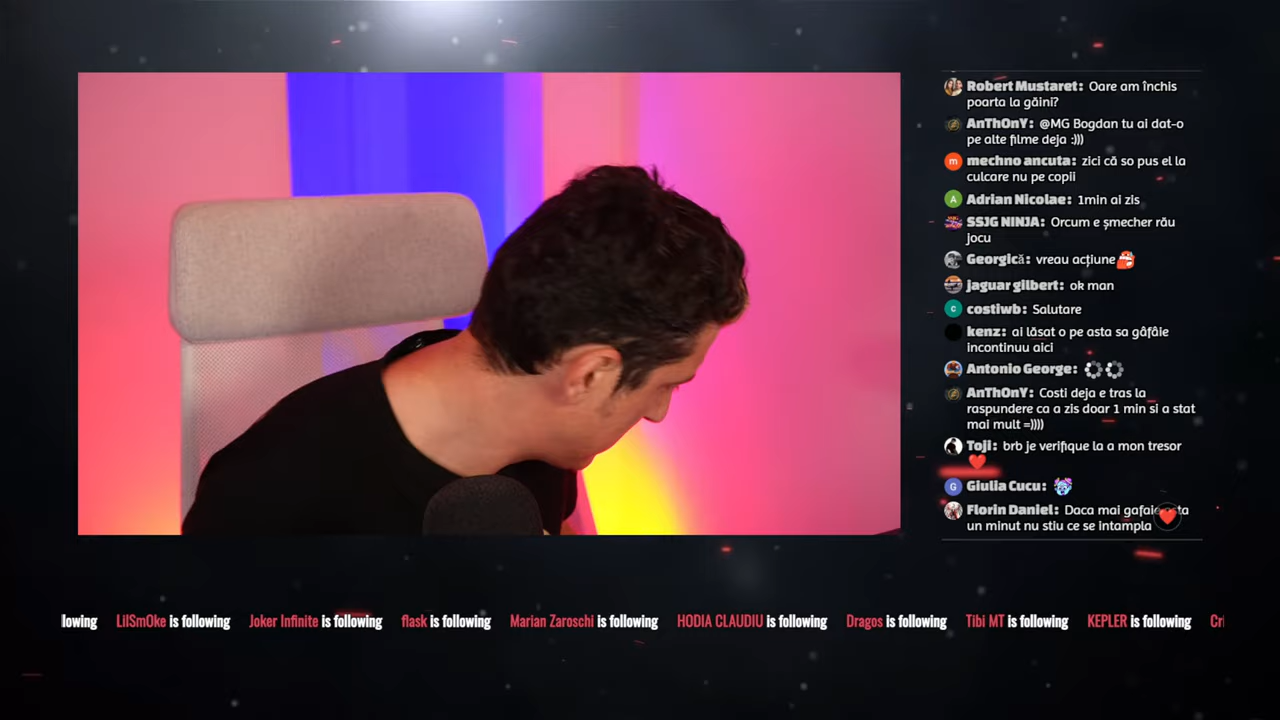 Robert Mustaret: Oare am închis
poarta la găini?
AnThOnY: @MG Bogdan tu ai dat-o
pe alte filme deja :)))
m
mechno ancuta: zici că so pus el la
culcare nu pe copii
A
Adrian Nicolae: 1min ai zis
SSJG NINJA: Orcum e șmecher rău
jocu
Georgică: vreau acțiune
jaguar gilbert: ok man
c
costiwb: Salutare
kenz: ai lăsat o pe asta sa gâfâie
incontinuu aici
Antonio George:
AnThOnY: Costi deja e tras la
raspundere ca a zis doar 1 min si a stat
mai mult =))))
Toji: brb je verifique la a mon tresor
G
Giulia Cucu:
Florin Daniel: Daca mai gafaie asta
un minut nu stiu ce se intampla
lowing LilSmOke is following Joker Infinite is following flask is following Marian Zaroschi is following HODIA CLAUDIU is following Dragos is following Tibi MT is following KEPLER is following Cri